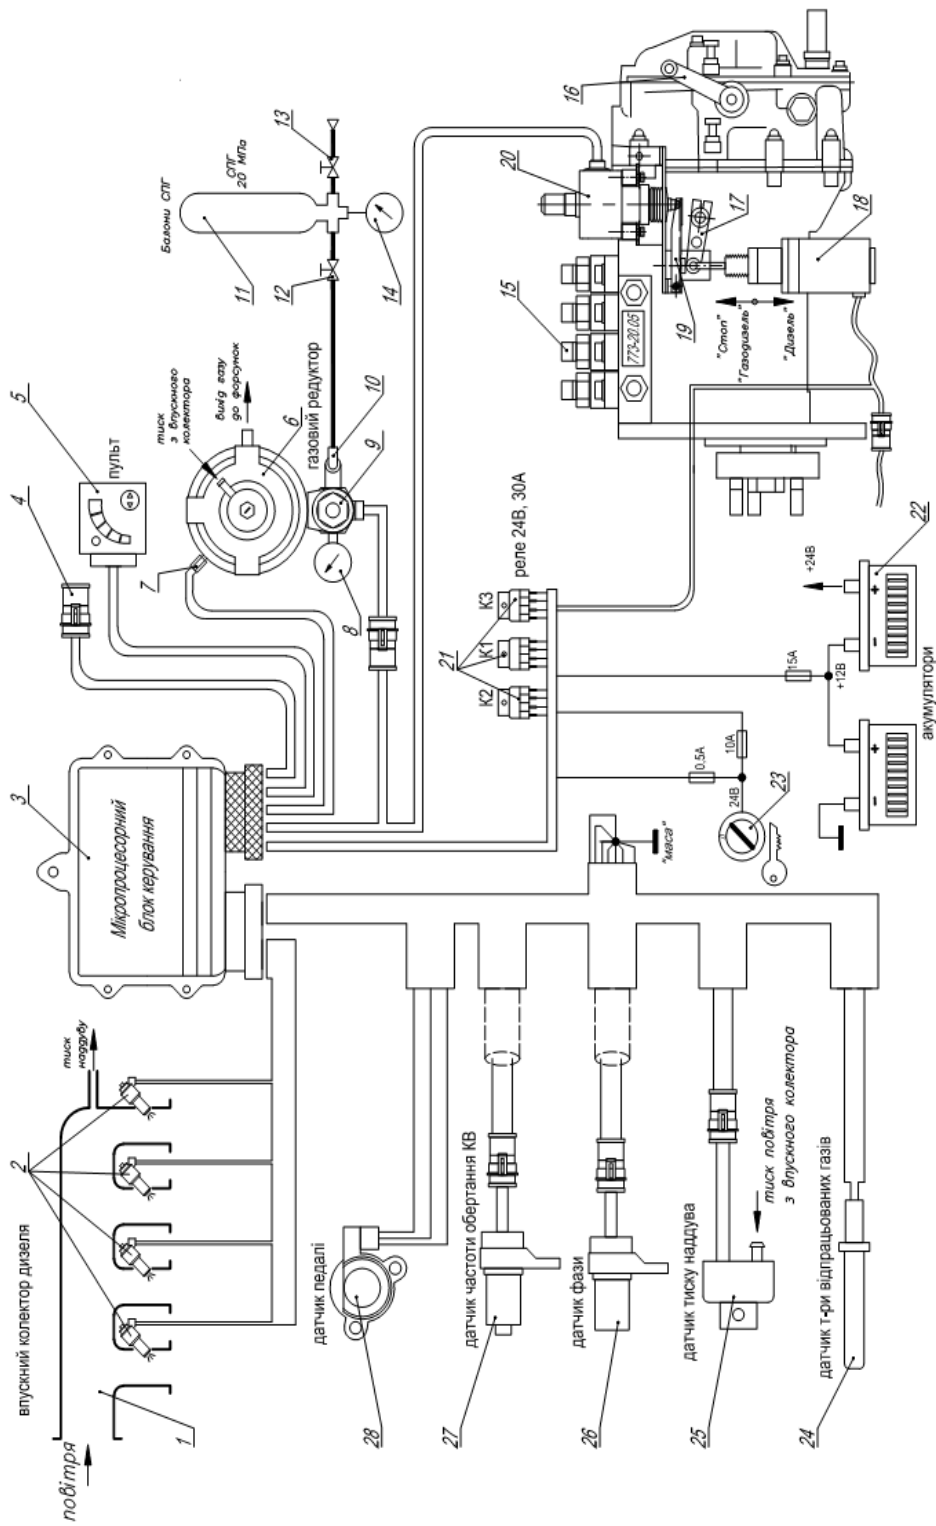 повітря
впускний колектор дизеля
1
2
тиск
наддуву
3
Мікропроцесорний
блок керування
4
5
пульт
тиск
з впускного
колектора
вихід газу
до форсунок
6
7
8
9
10
газовий редуктор
Балони СПГ
СПГ
20 МПа
11
12
13
14
15
16
17
18
19
20
773-20.05
"Стоп"
"Газодизель"
"Дизель"
21
К2
К1
К3
реле 24В, 30А
22
+24В
+12В
акумулятори
15А
10А
0,5А
24В
23
"маса"
датчик педалі
28
датчик частоти обертання КВ
27
датчик фази
26
датчик тиску наддува
25
тиск повітря
з впускного колектора
датчик т-ри відпрацьованих газів
24
+
-
+
-